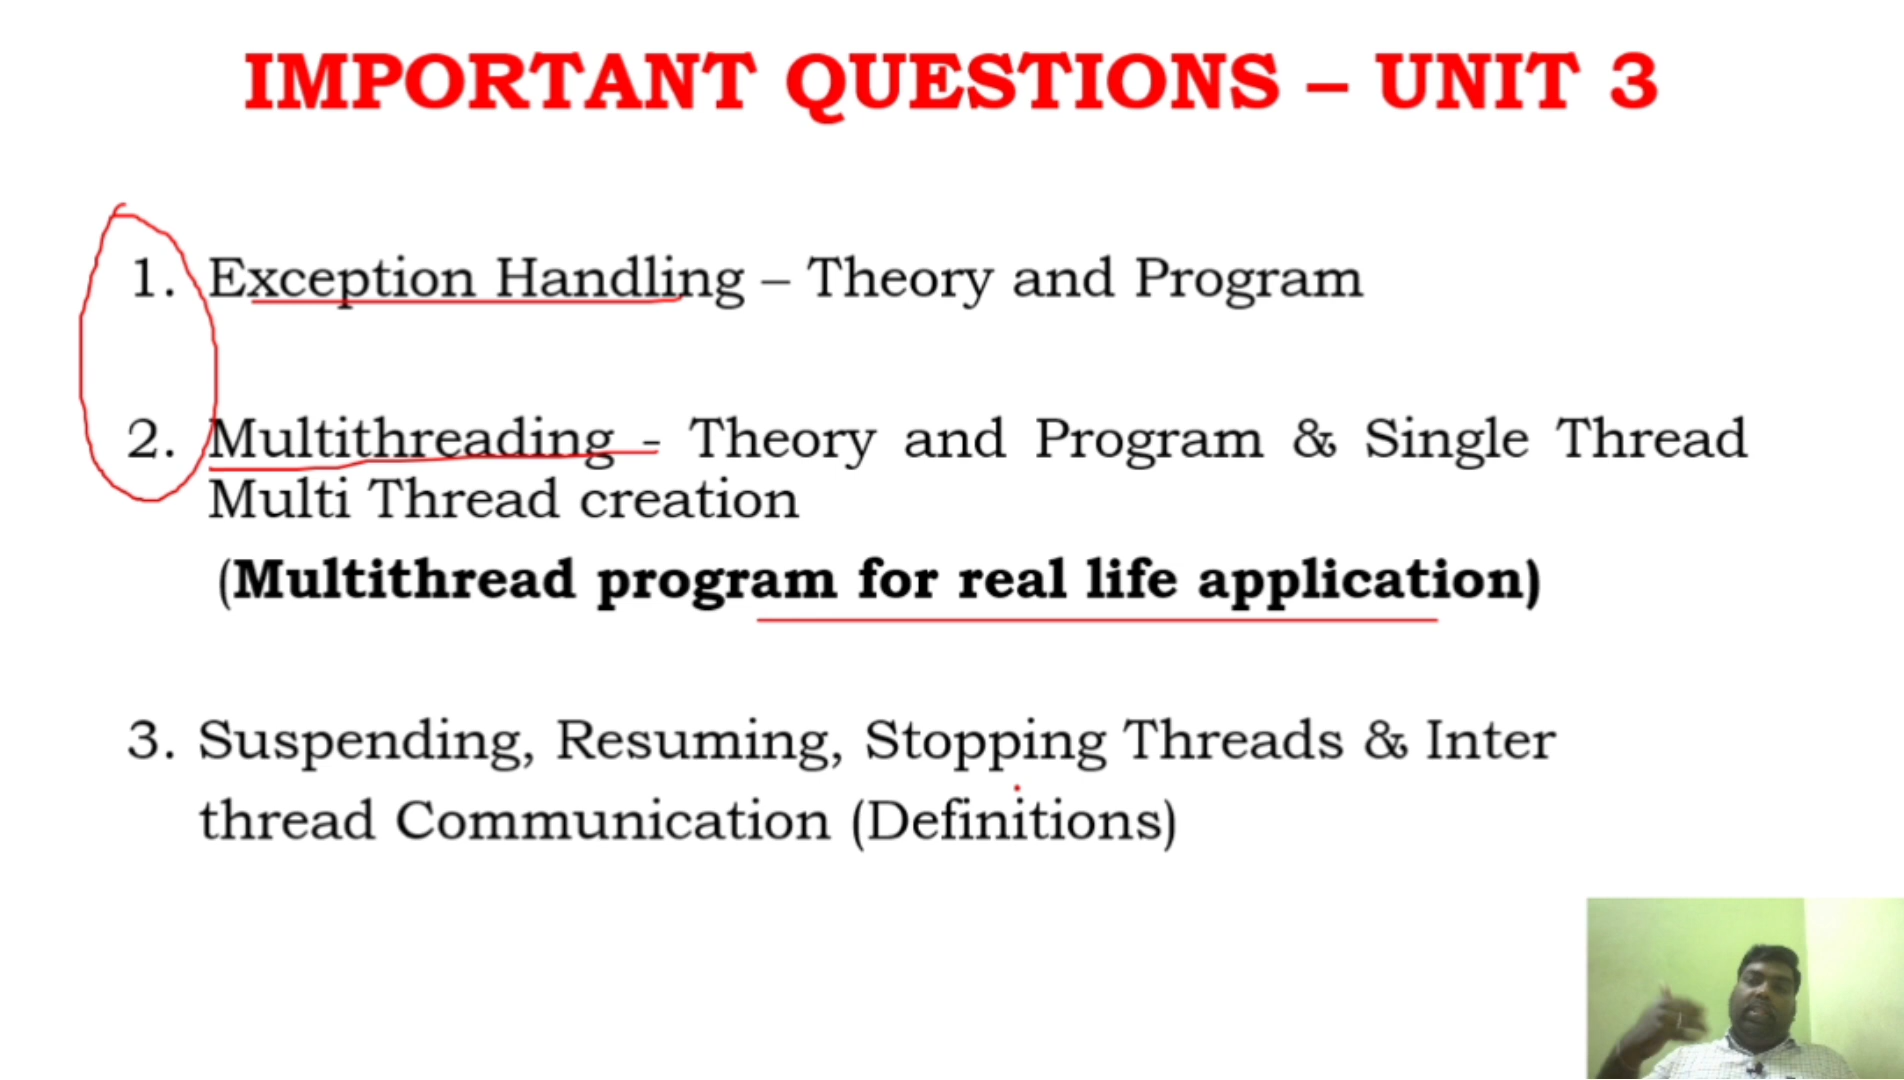 IMPORTANT QUESTIONS – UNIT 3
1. Exception Handling – Theory and Program
2. Multithreading - Theory and Program & Single Thread
Multi Thread creation
(Multithread program for real life application)
3. Suspending, Resuming, Stopping Threads & Inter
thread Communication (Definitions)